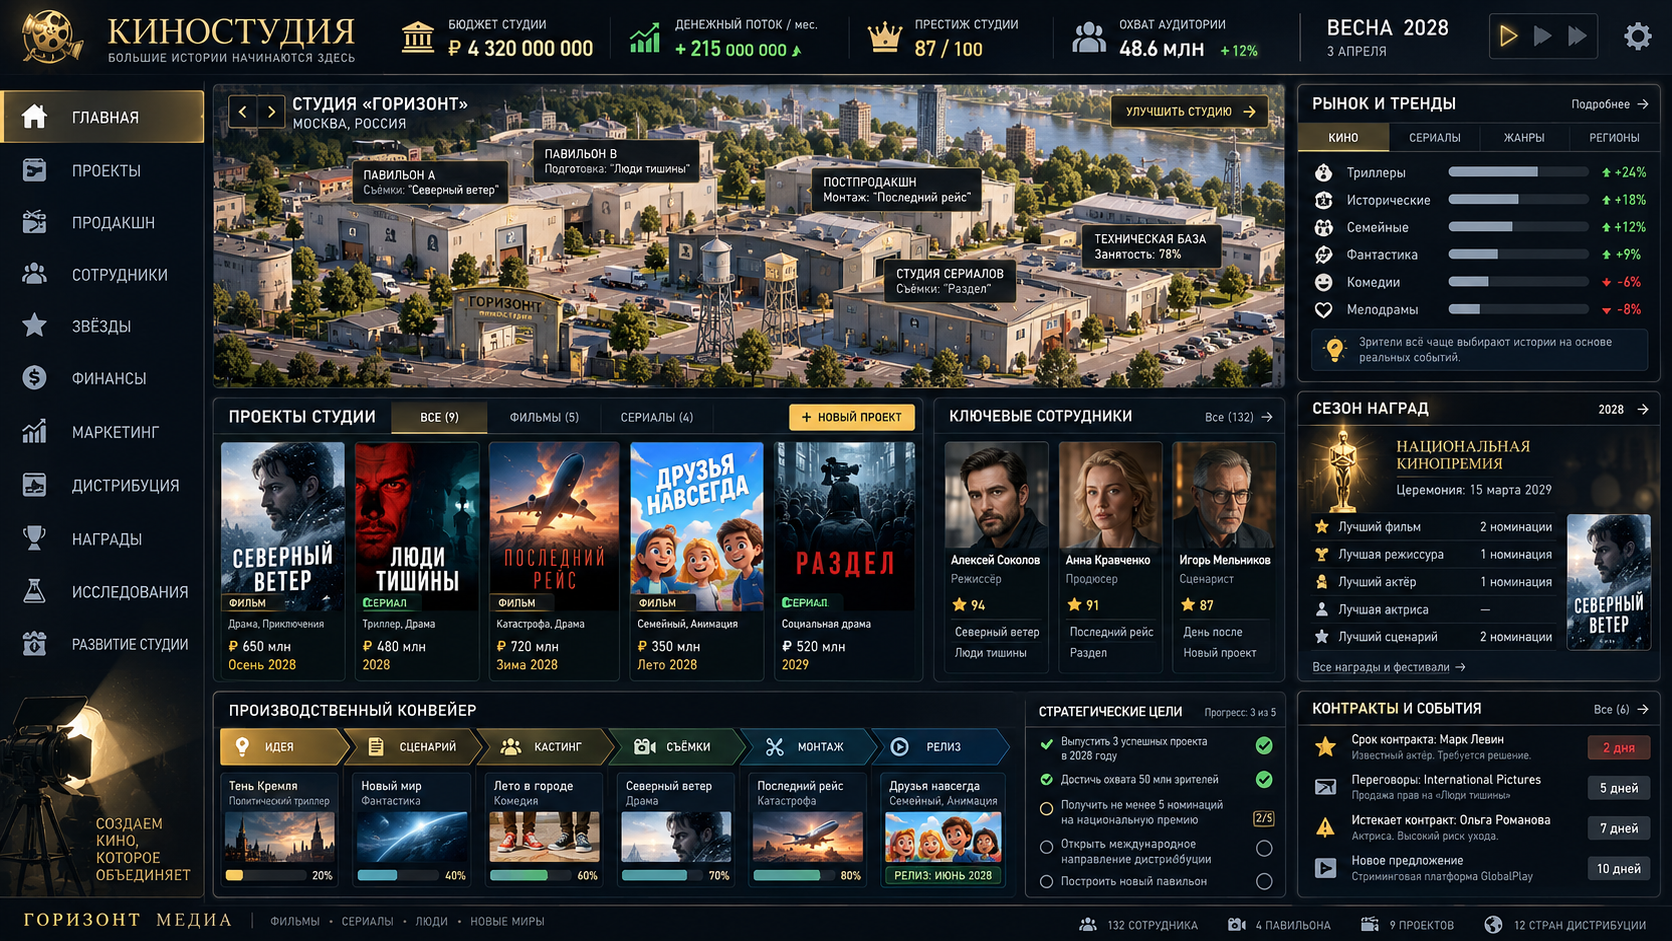 КИНОСТУДИЯ
БОЛЬШИЕ ИСТОРИИ НАЧИНАЮТСЯ ЗДЕСЬ
БЮДЖЕТ СТУДИИ
₽ 4 320 000 000
ДЕНЕЖНЫЙ ПОТОК / мес.
+ 215 000 000
ПРЕСТИЖ СТУДИИ
87 / 100
ОХВАТ АУДИТОРИИ
48.6 млн +12%
ВЕСНА 2028
3 АПРЕЛЯ
ГЛАВНАЯ
ПРОЕКТЫ
ПРОДАКШН
СОТРУДНИКИ
ЗВЁЗДЫ
ФИНАНСЫ
МАРКЕТИНГ
ДИСТРИБУЦИЯ
НАГРАДЫ
ИССЛЕДОВАНИЯ
РАЗВИТИЕ СТУДИИ
СОЗДАЕМ
КИНО,
КОТОРОЕ
ОБЪЕДИНЯЕТ
СТУДИЯ «ГОРИЗОНТ»
МОСКВА, РОССИЯ
УЛУЧШИТЬ СТУДИЮ →
ПАВИЛЬОН A
Съёмки: "Северный ветер"
ПАВИЛЬОН B
Подготовка: "Люди тишины"
ПОСТПРОДАКШН
Монтаж: "Последний рейс"
ТЕХНИЧЕСКАЯ БАЗА
Занятость: 78%
СТУДИЯ СЕРИАЛОВ
Съёмки: "Раздел"
ГОРИЗОНТ
РЫНОК И ТРЕНДЫ
Подробнее →
КИНО
СЕРИАЛЫ
ЖАНРЫ
РЕГИОНЫ
Триллеры +24%
Исторические +18%
Семейные +12%
Фантастика +9%
Комедии -6%
Мелодрамы -8%
Зрители всё чаще выбирают истории на основе
реальных событий.
ПРОЕКТЫ СТУДИИ
ВСЕ (9)
ФИЛЬМЫ (5)
СЕРИАЛЫ (4)
+ НОВЫЙ ПРОЕКТ
СЕВЕРНЫЙ
ВЕТЕР
ФИЛЬМ
Драма, Приключения
₽ 650 млн
Осень 2028
ЛЮДИ
ТИШИНЫ
СЕРИАЛ
Триллер, Драма
₽ 480 млн
2028
ПОСЛЕДНИЙ
РЕЙС
ФИЛЬМ
Катастрофа, Драма
₽ 720 млн
Зима 2028
ДРУЗЬЯ
НАВСЕГДА
ФИЛЬМ
Семейный, Анимация
₽ 350 млн
Лето 2028
РАЗДЕЛ
СЕРИАЛ
Социальная драма
₽ 520 млн
2029
КЛЮЧЕВЫЕ СОТРУДНИКИ
Все (132) →
Алексей Соколов
Режиссёр
94
Северный ветер
Люди тишины
Анна Кравченко
Продюсер
91
Последний рейс
Раздел
Игорь Мельников
Сценарист
87
День после
Новый проект
СЕЗОН НАГРАД
2028 →
НАЦИОНАЛЬНАЯ
КИНОПРЕМИЯ
Церемония: 15 марта 2029
Лучший фильм 2 номинации
Лучшая режиссура 1 номинация
Лучший актёр 1 номинация
Лучшая актриса —
Лучший сценарий 2 номинации
СЕВЕРНЫЙ
ВЕТЕР
Все награды и фестивали →
ПРОИЗВОДСТВЕННЫЙ КОНВЕЙЕР
ИДЕЯ
СЦЕНАРИЙ
КАСТИНГ
СЪЁМКИ
МОНТАЖ
РЕЛИЗ
Тень Кремля
Политический триллер
20%
Новый мир
Фантастика
40%
Лето в городе
Комедия
60%
Северный ветер
Драма
70%
Последний рейс
Катастрофа
80%
Друзья навсегда
Семейный, Анимация
РЕЛИЗ: ИЮНЬ 2028
СТРАТЕГИЧЕСКИЕ ЦЕЛИ
Прогресс: 3 из 5
Выпустить 3 успешных проекта
в 2028 году
Достичь охвата 50 млн зрителей
Получить не менее 5 номинаций
на национальную премию
2/5
Открыть международное
направление дистриббуции
Построить новый павильон
КОНТРАКТЫ И СОБЫТИЯ
Все (6) →
Срок контракта: Марк Левин
Известный актёр. Требуется решение.
2 дня
Переговоры: International Pictures
Продажа прав на «Люди тишины»
5 дней
Истекает контракт: Ольга Романова
Актриса. Высокий риск ухода.
7 дней
Новое предложение
Стриминговая платформа GlobalPlay
10 дней
ГОРИЗОНТ МЕДИА
ФИЛЬМЫ • СЕРИАЛЫ • ЛЮДИ • НОВЫЕ МИРЫ
132 СОТРУДНИКА
4 ПАВИЛЬОНА
9 ПРОЕКТОВ
12 СТРАН ДИСТРИБУЦИИ